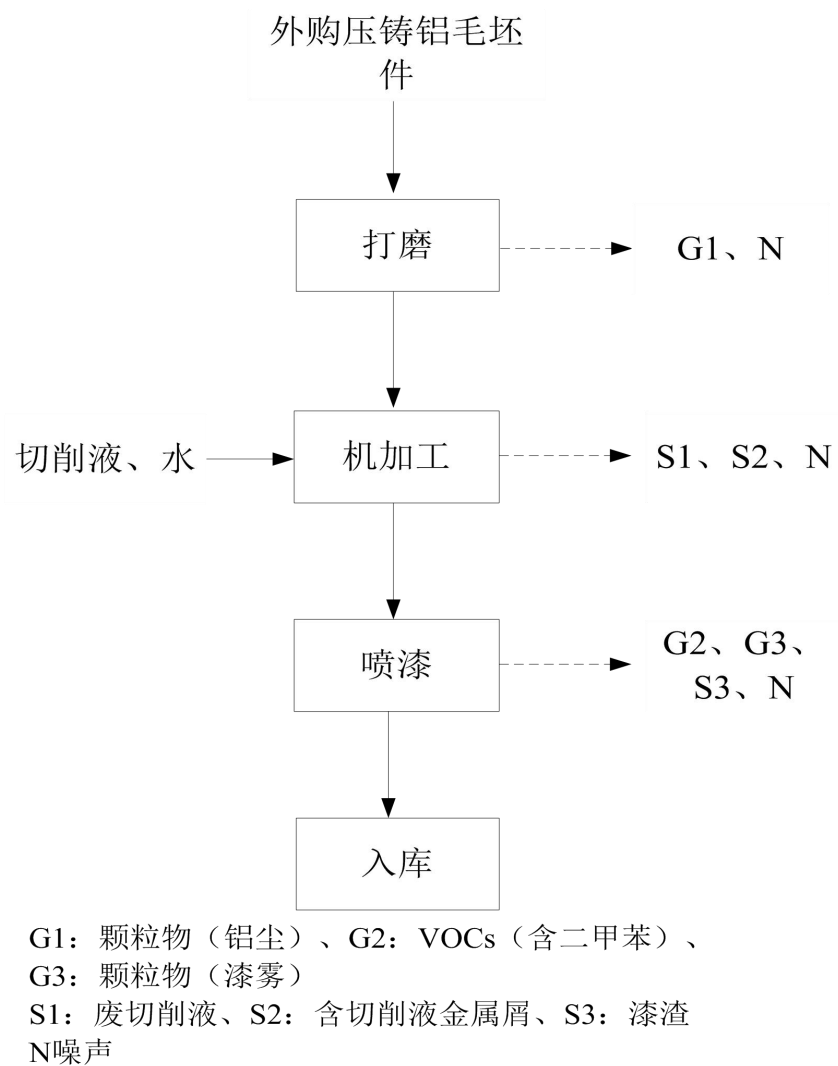 外购压铸铝毛坯
件
打磨
G1、N
切削液、水
机加工
S1、S2、N
喷漆
G2、G3、
S3、N
入库
G1：颗粒物（铝尘）、G2：VOCs（含二甲苯）、
G3：颗粒物（漆雾）
S1：废切削液、S2：含切削液金属屑、S3：漆渣
N噪声